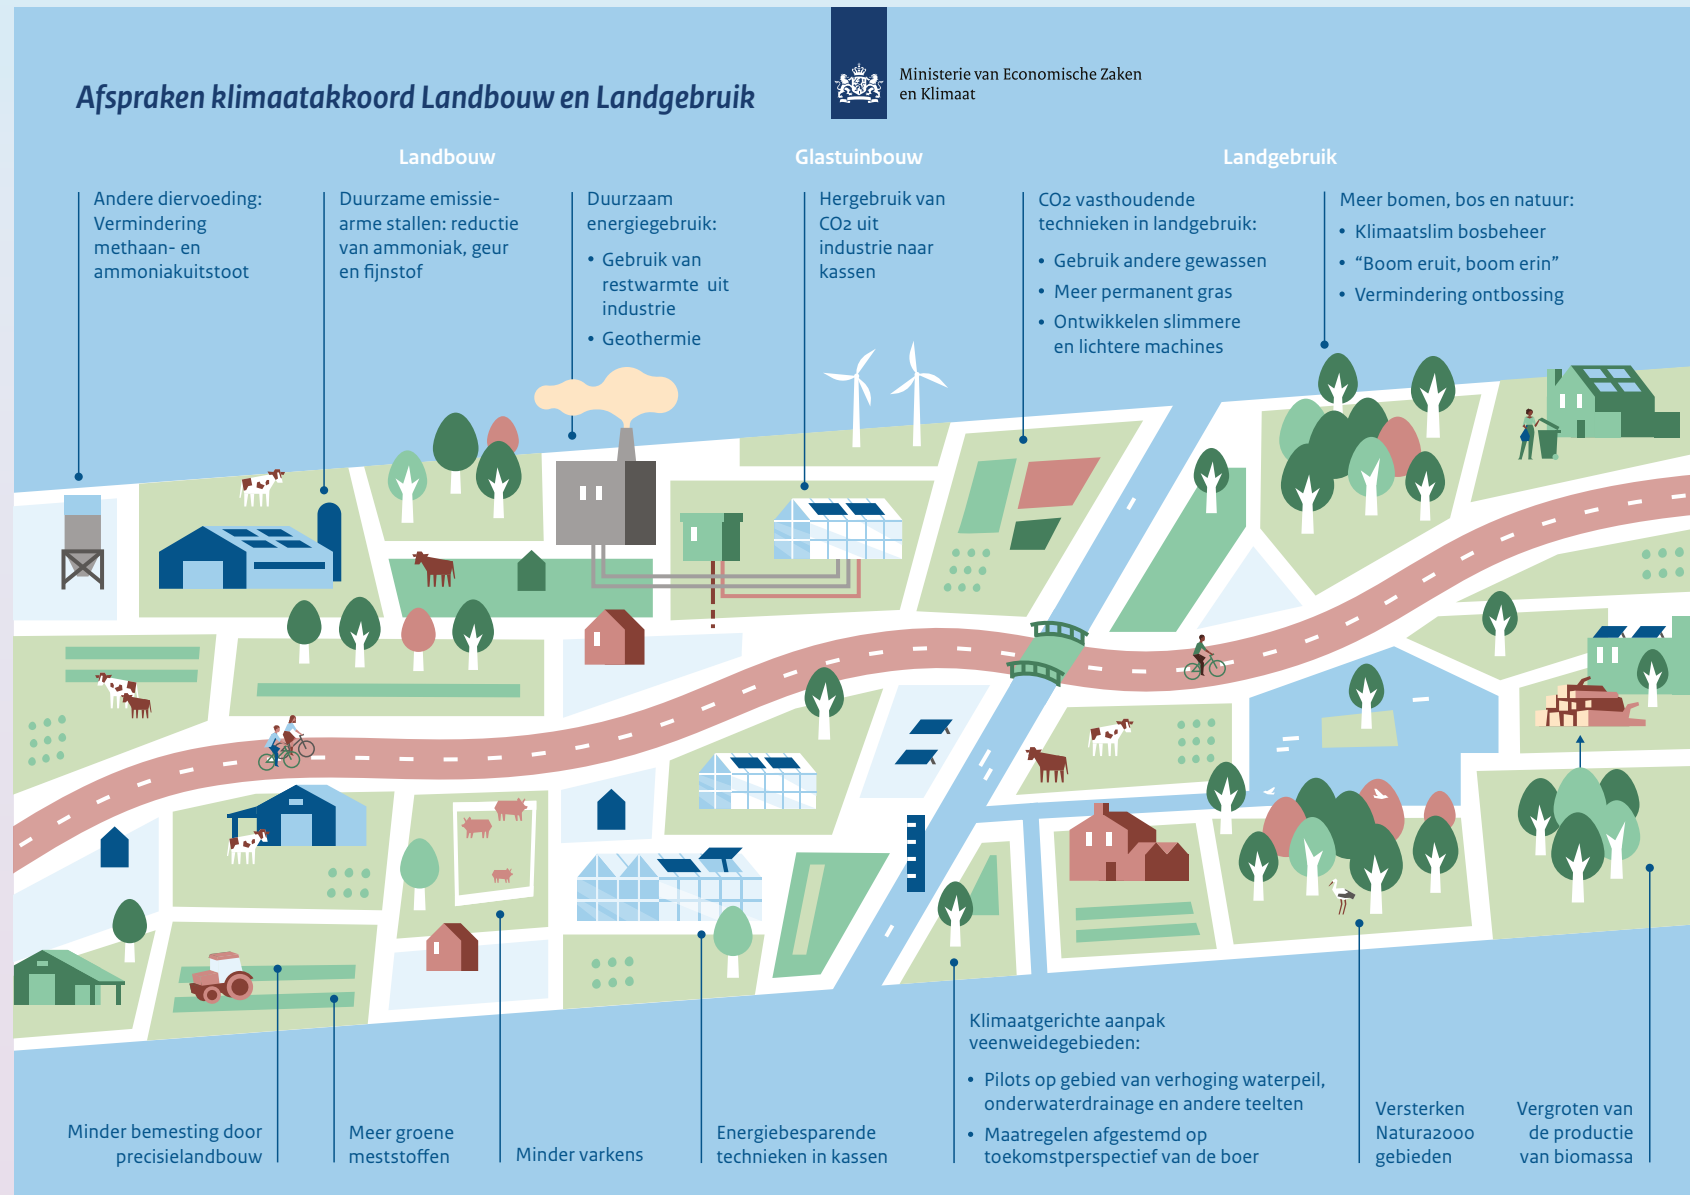 Afspraken klimaatakkoord Landbouw en Landgebruik
Ministerie van Economische Zaken
en Klimaat
Landbouw
Glastuinbouw
Landgebruik
Andere diervoeding:
Vermindering
methaan- en
ammoniakuitstoot
Duurzame emissie-
arme stallen: reductie
van ammoniak, geur
en fijnstof
Duurzaam
energiegebruik:
• Gebruik van
restwarmte uit
industrie
• Geothermie
Hergebruik van
CO2 uit
industrie naar
kassen
CO2 vasthoudende
technieken in landgebruik:
• Gebruik andere gewassen
• Meer permanent gras
• Ontwikkelen slimmere
en lichtere machines
Meer bomen, bos en natuur:
• Klimaatslim bosbeheer
• “Boom eruit, boom erin”
• Vermindering ontbossing
Minder bemesting door
precisielandbouw
Meer groene
meststoffen
Minder varkens
Energiebesparende
technieken in kassen
Klimaatgerichte aanpak
veenweidegebieden:
• Pilots op gebied van verhoging waterpeil,
onderwaterdrainage en andere teelten
• Maatregelen afgestemd op
toekomstperspectief van de boer
Versterken
Natura2000
gebieden
Vergroten van
de productie
van biomassa